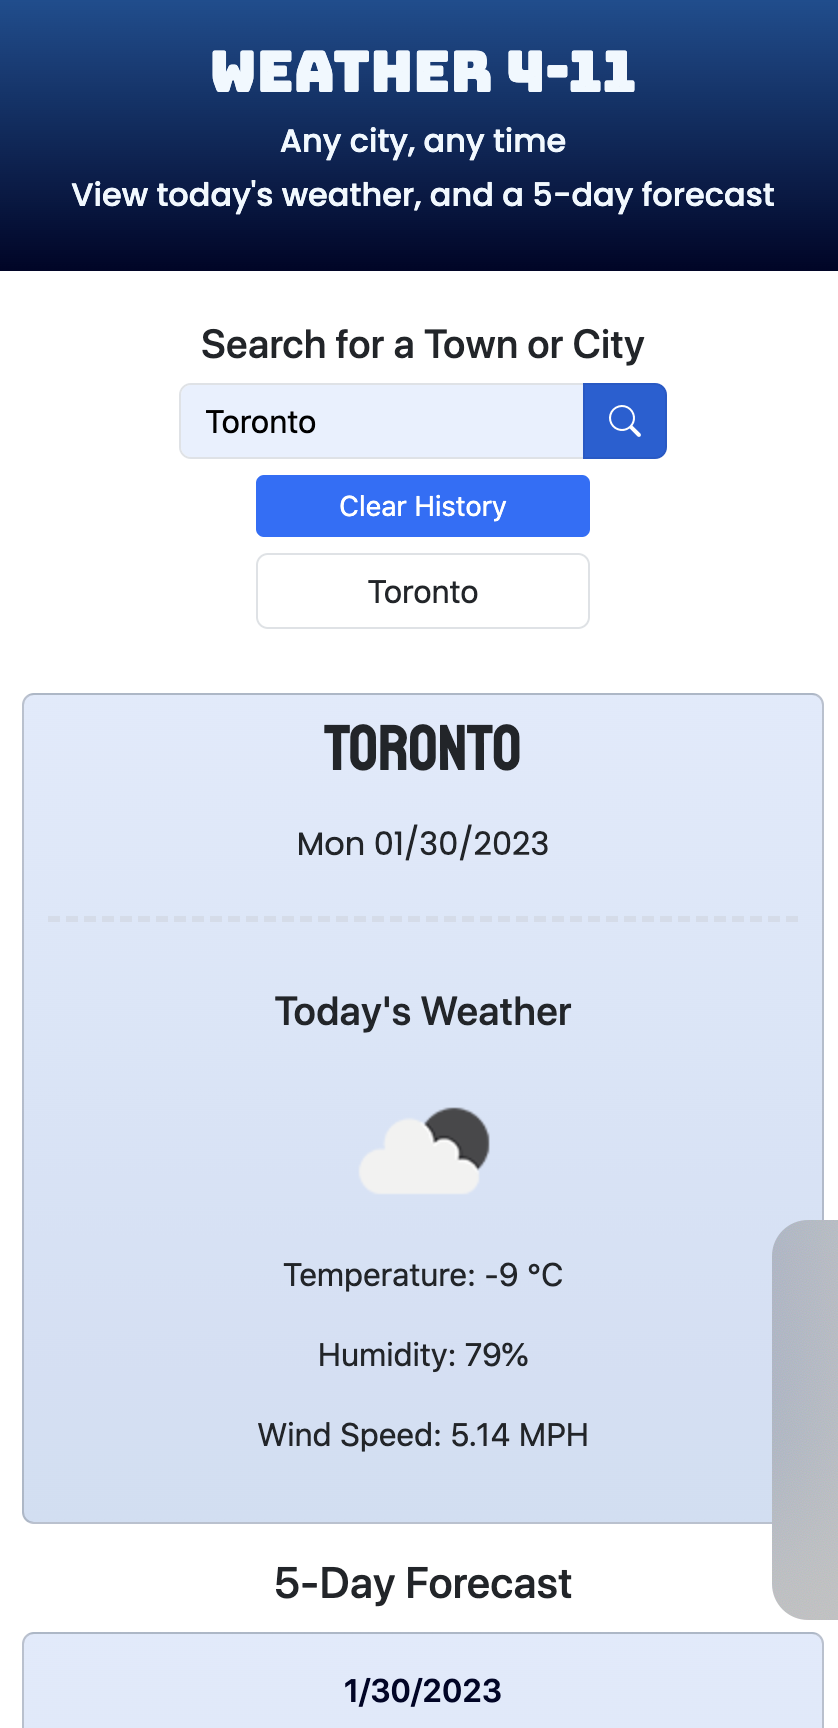 WEATHER 4-11
Any city, any time
View today's weather, and a 5-day forecast
Search for a Town or City
Toronto
Clear History
Toronto
TORONTO
Mon 01/30/2023
Today's Weather
Temperature: -9 °C
Humidity: 79%
Wind Speed: 5.14 MPH
5-Day Forecast
1/30/2023